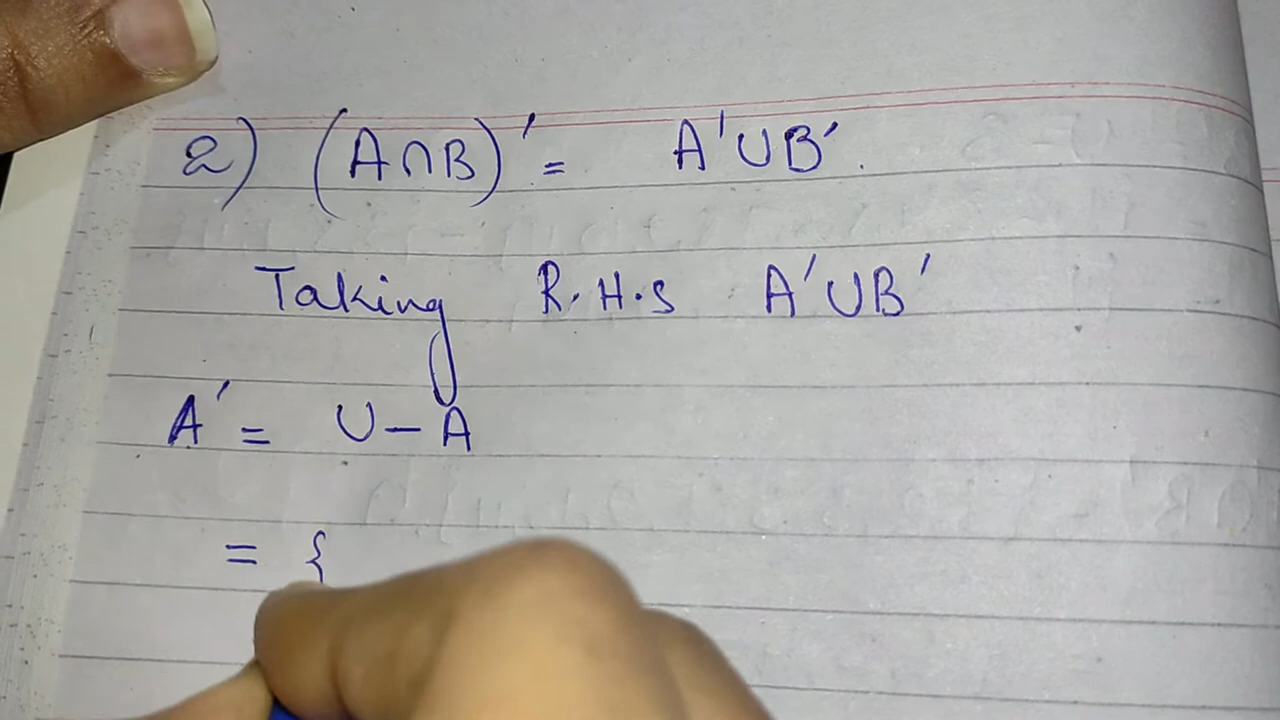 2) (A∩B)′ = A′∪B′.
Taking R.H.S A′∪B′
A′ = U – A
= {